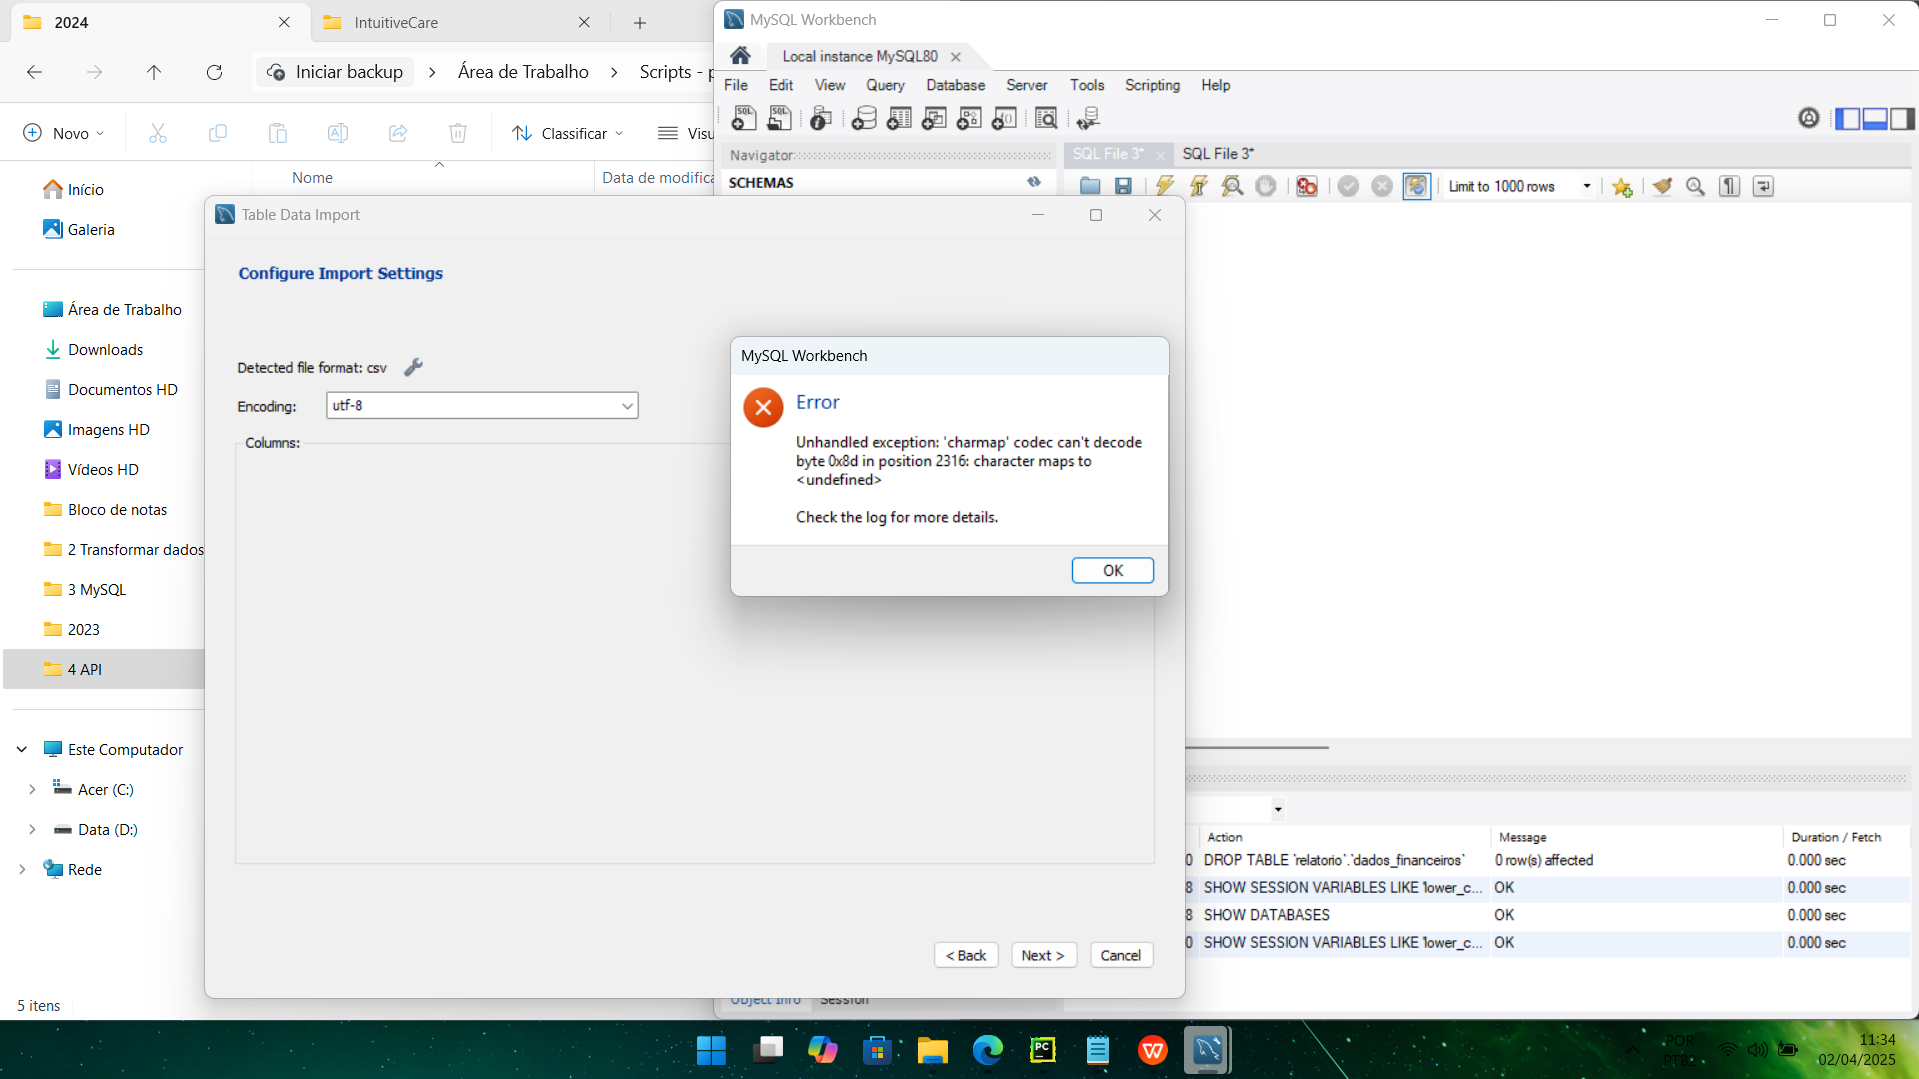 2024
IntuitiveCare
Iniciar backup
Área de Trabalho
Scripts - p
Novo
Classificar
Visu
Nome
Data de modifica
Início
Galeria
Área de Trabalho
Downloads
Documentos HD
Imagens HD
Vídeos HD
Bloco de notas
2 Transformar dados
3 MySQL
2023
4 API
Este Computador
Acer (C:)
Data (D:)
Rede
5 itens
MySQL Workbench
Local instance MySQL80
File Edit View Query Database Server Tools Scripting Help
Navigator
SCHEMAS
SQL File 3*
SQL File 3*
Limit to 1000 rows
Table Data Import
Configure Import Settings
Detected file format: csv
Encoding: utf-8
Columns:
< Back
Next >
Cancel
MySQL Workbench
Error
Unhandled exception: 'charmap' codec can't decode
byte 0x8d in position 2316: character maps to
<undefined>
Check the log for more details.
OK
Action Message Duration / Fetch
0 DROP TABLE `relatorio`.`dados_financeiros` 0 row(s) affected 0.000 sec
8 SHOW SESSION VARIABLES LIKE 'lower_c... OK 0.000 sec
8 SHOW DATABASES OK 0.000 sec
0 SHOW SESSION VARIABLES LIKE 'lower_c... OK 0.000 sec
Object Info Session
POR
11:34
02/04/2025